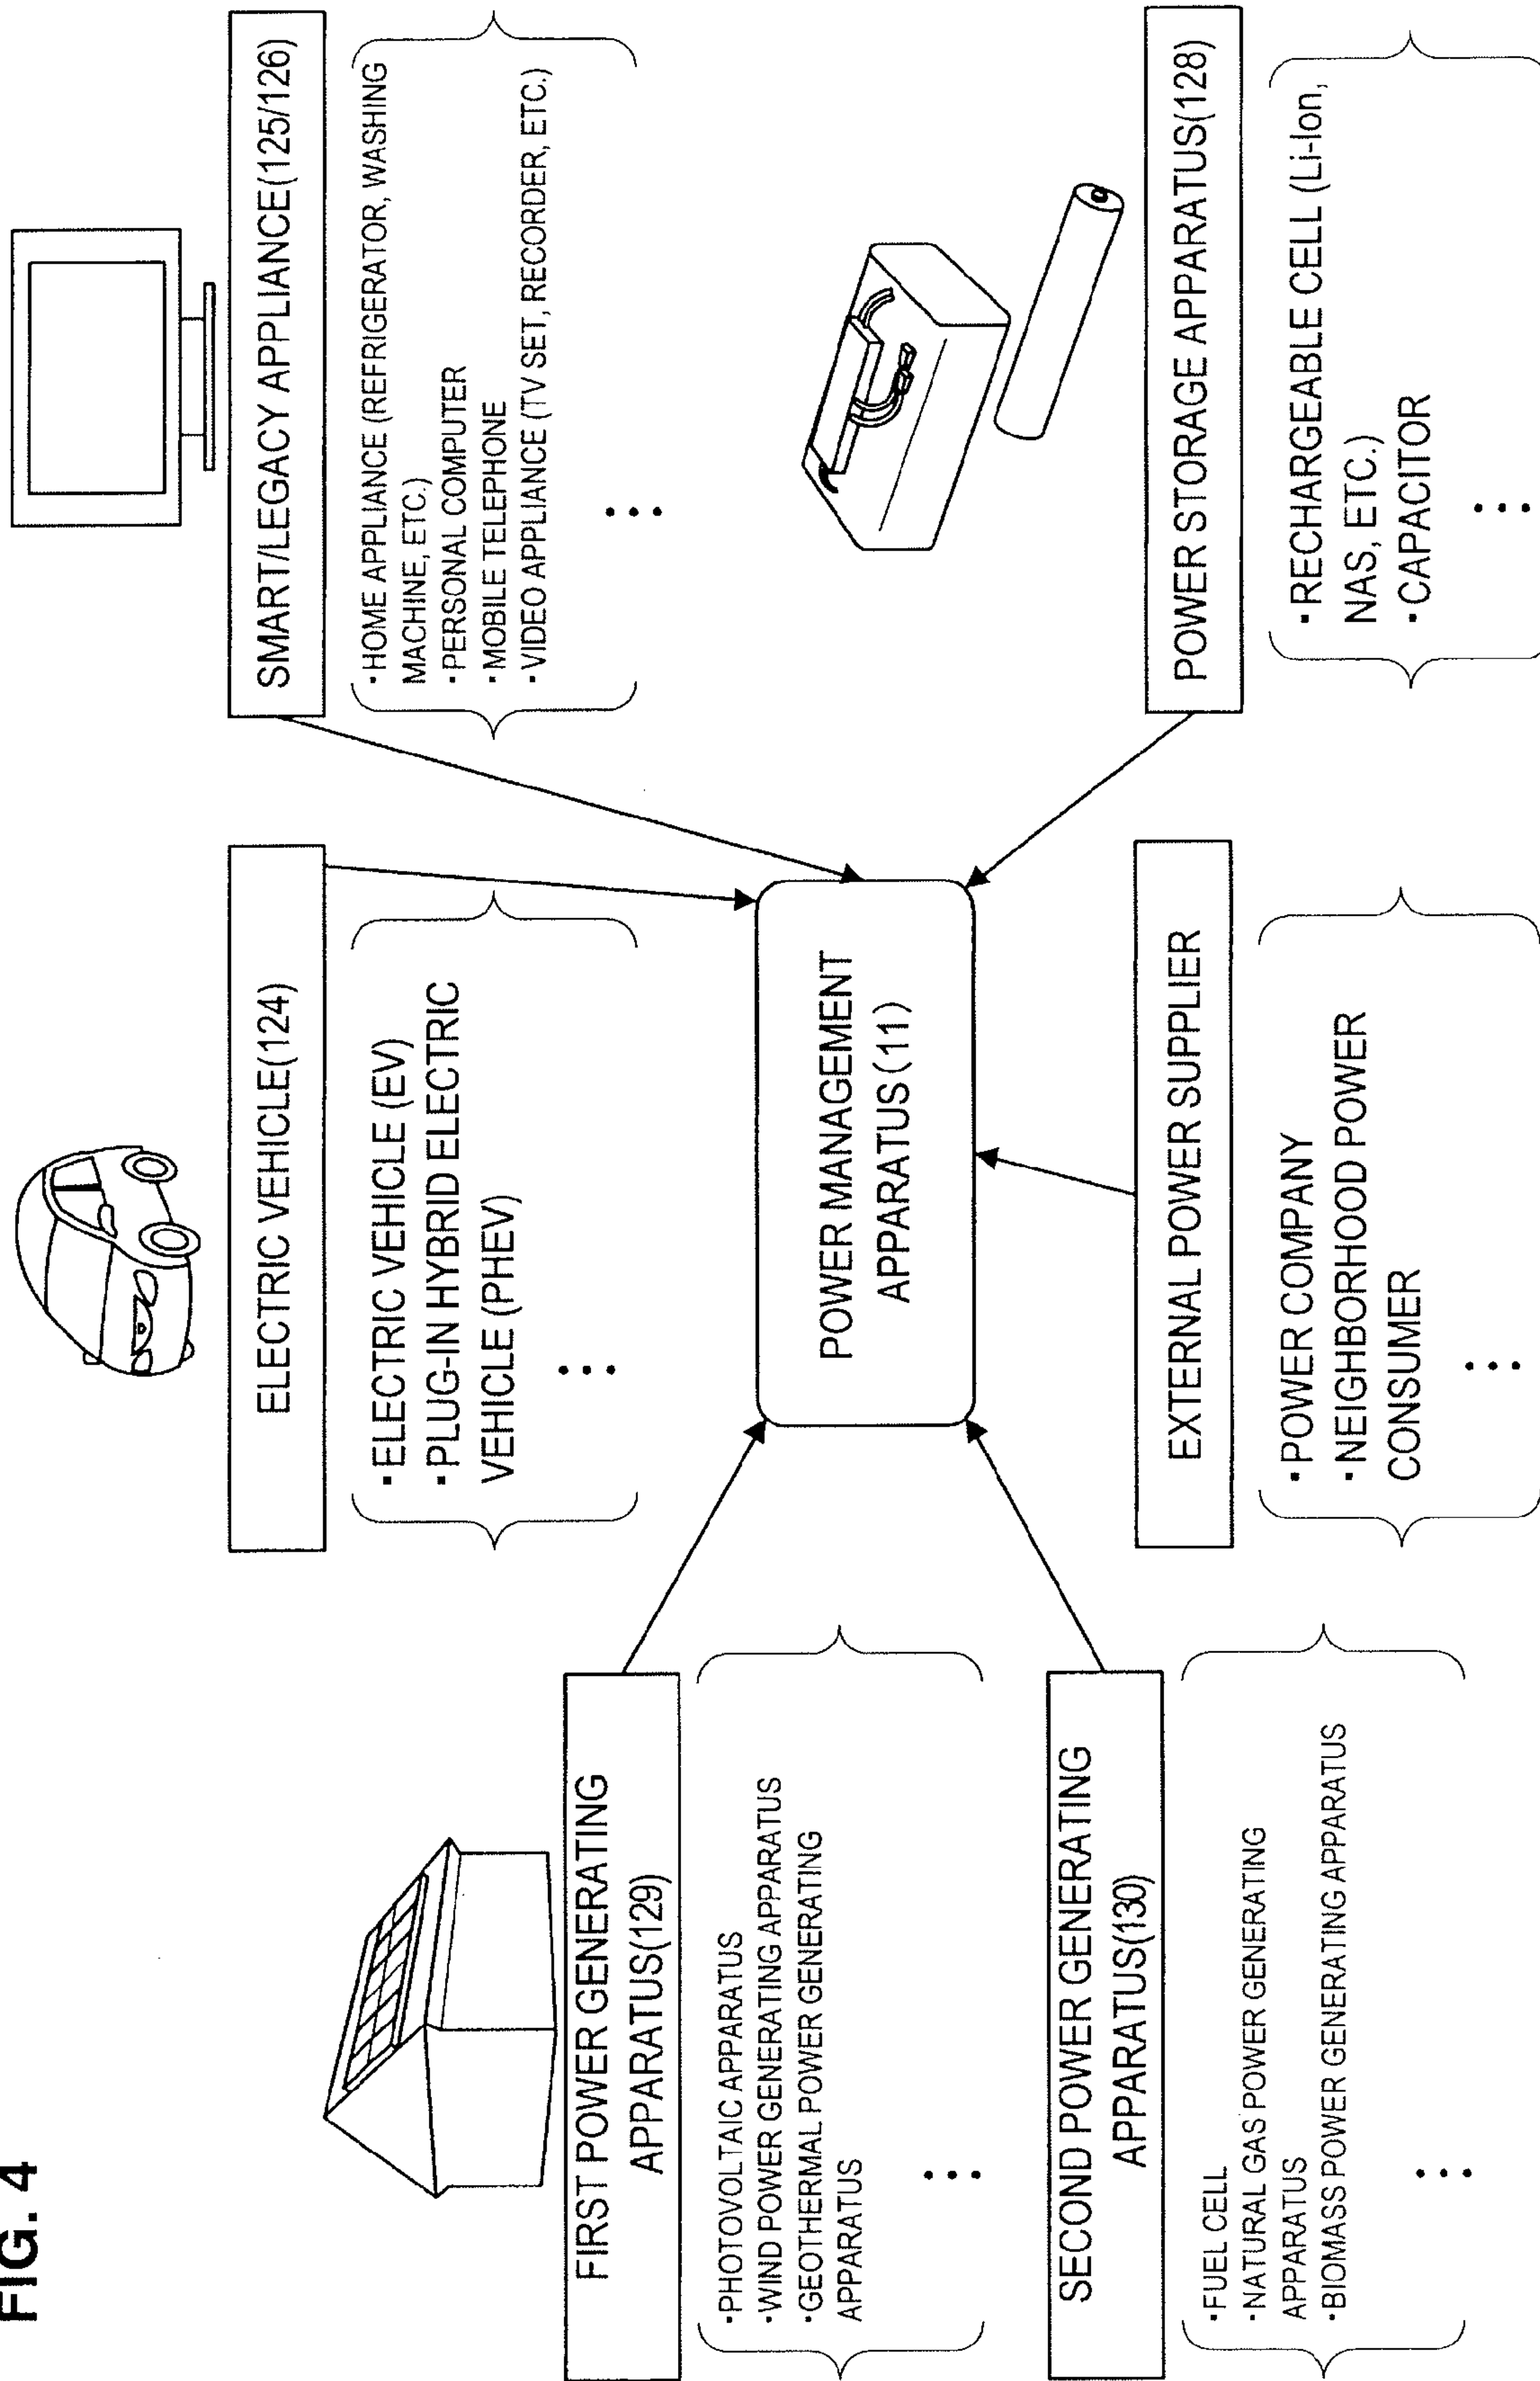 FIG. 4
ELECTRIC VEHICLE(124)
・ELECTRIC VEHICLE (EV)
・PLUG-IN HYBRID ELECTRIC
VEHICLE (PHEV)
⋮
SMART/LEGACY APPLIANCE(125/126)
・HOME APPLIANCE (REFRIGERATOR, WASHING
MACHINE, ETC.)
・PERSONAL COMPUTER
・MOBILE TELEPHONE
・VIDEO APPLIANCE (TV SET, RECORDER, ETC.)
⋮
FIRST POWER GENERATING
APPARATUS(129)
・PHOTOVOLTAIC APPARATUS
・WIND POWER GENERATING APPARATUS
・GEOTHERMAL POWER GENERATING
APPARATUS
⋮
POWER MANAGEMENT
APPARATUS(11)
SECOND POWER GENERATING
APPARATUS(130)
・FUEL CELL
・NATURAL GAS POWER GENERATING
APPARATUS
・BIOMASS POWER GENERATING APPARATUS
⋮
EXTERNAL POWER SUPPLIER
・POWER COMPANY
・NEIGHBORHOOD POWER
CONSUMER
⋮
POWER STORAGE APPARATUS(128)
・RECHARGEABLE CELL (Li-Ion,
NAS, ETC.)
・CAPACITOR
⋮